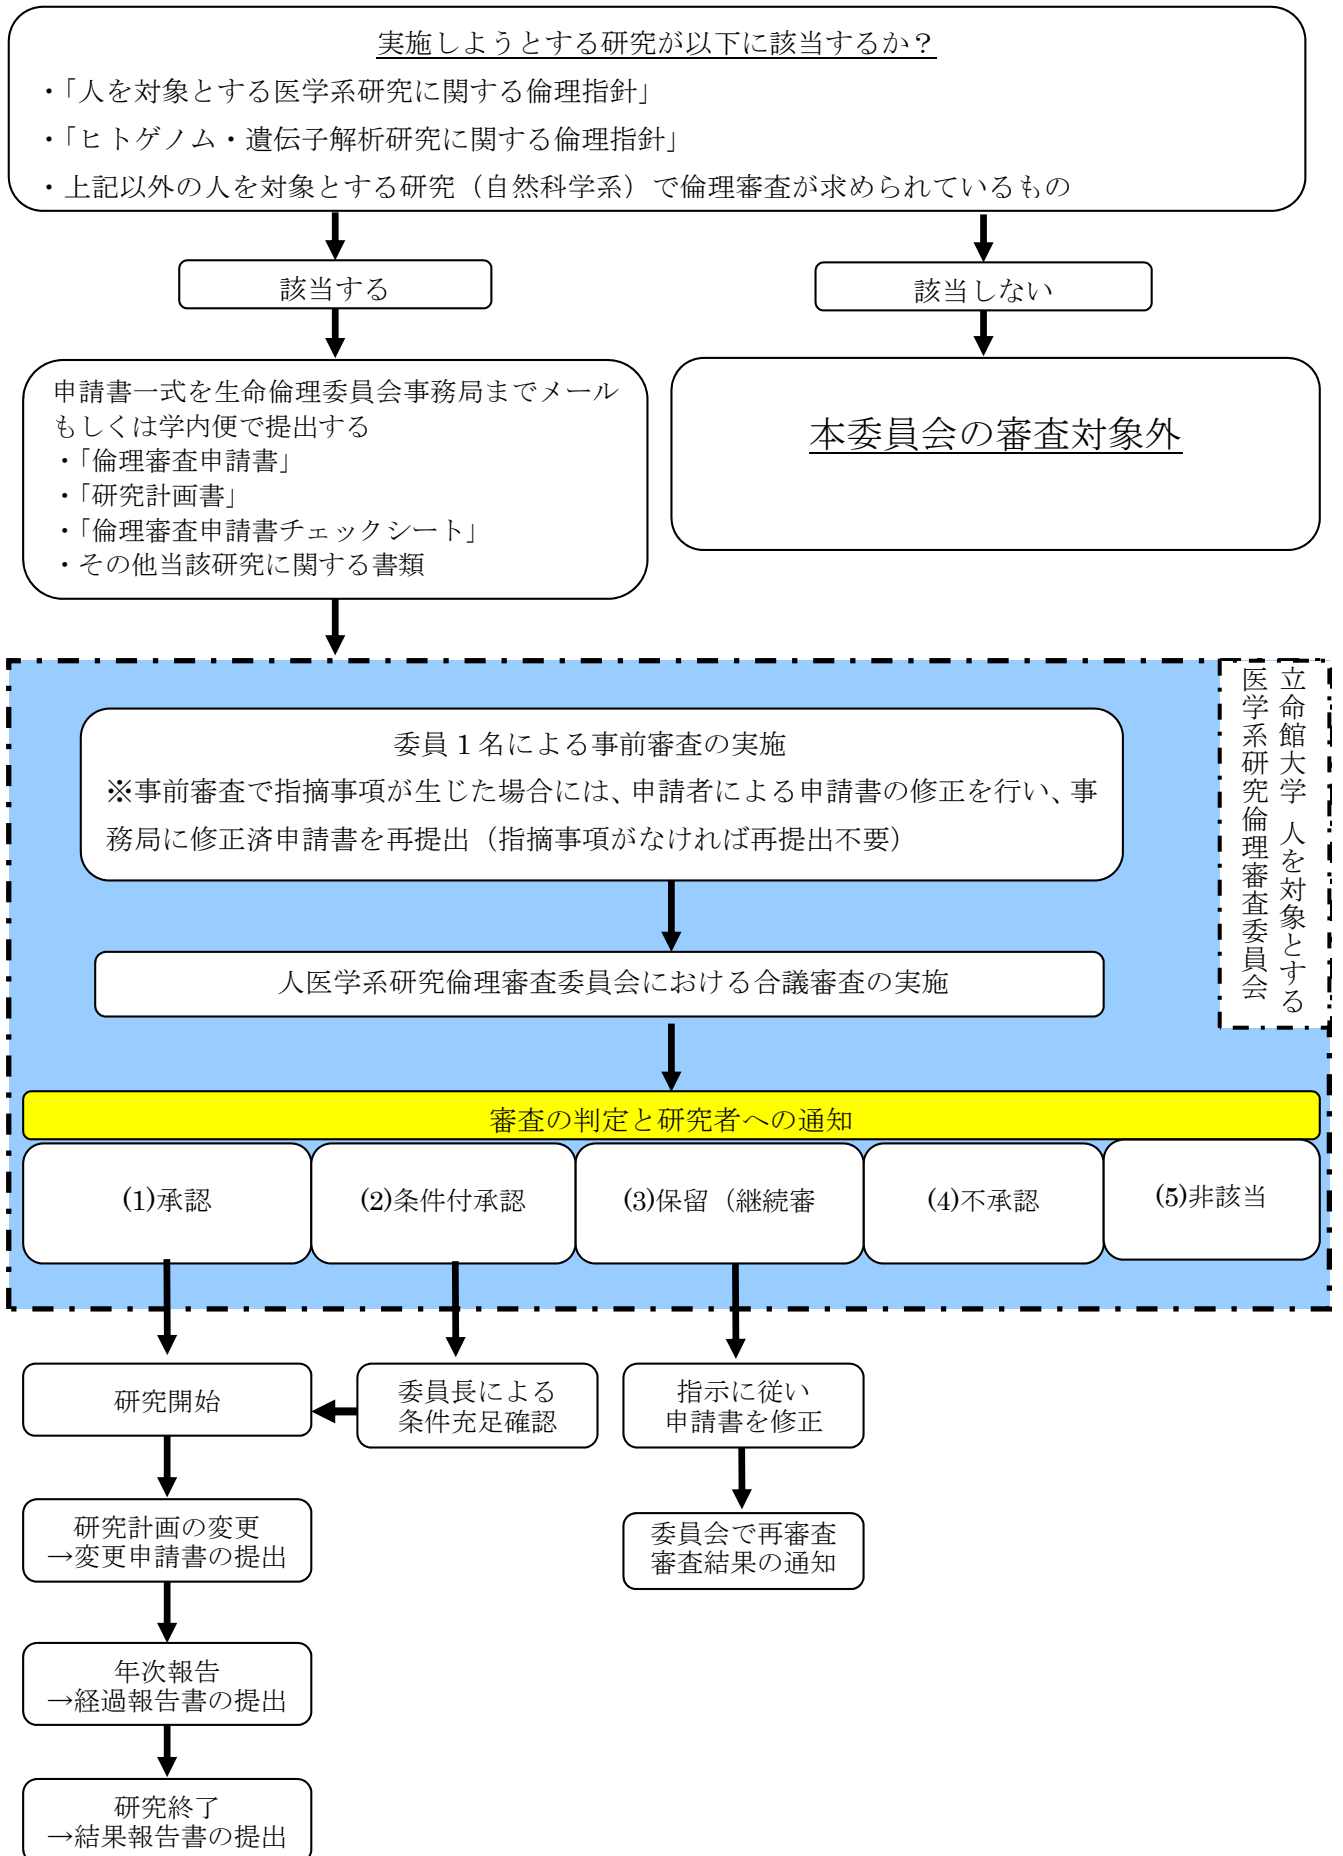 実施しようとする研究が以下に該当するか？
・「人を対象とする医学系研究に関する倫理指針」
・「ヒトゲノム・遺伝子解析研究に関する倫理指針」
・上記以外の人を対象とする研究（自然科学系）で倫理審査が求められているもの
該当する
該当しない
申請書一式を生命倫理委員会事務局までメール
もしくは学内便で提出する
・「倫理審査申請書」
・「研究計画書」
・「倫理審査申請書チェックシート」
・その他当該研究に関する書類
本委員会の審査対象外
立命館大学 人を対象とする
医学系研究倫理審査委員会
委員１名による事前審査の実施
※事前審査で指摘事項が生じた場合には、申請者による申請書の修正を行い、事
務局に修正済申請書を再提出（指摘事項がなければ再提出不要）
人医学系研究倫理審査委員会における合議審査の実施
審査の判定と研究者への通知
(1)承認
(2)条件付承認
(3)保留（継続審
(4)不承認
(5)非該当
研究開始
委員長による
条件充足確認
指示に従い
申請書を修正
研究計画の変更
→変更申請書の提出
委員会で再審査
審査結果の通知
年次報告
→経過報告書の提出
研究終了
→結果報告書の提出